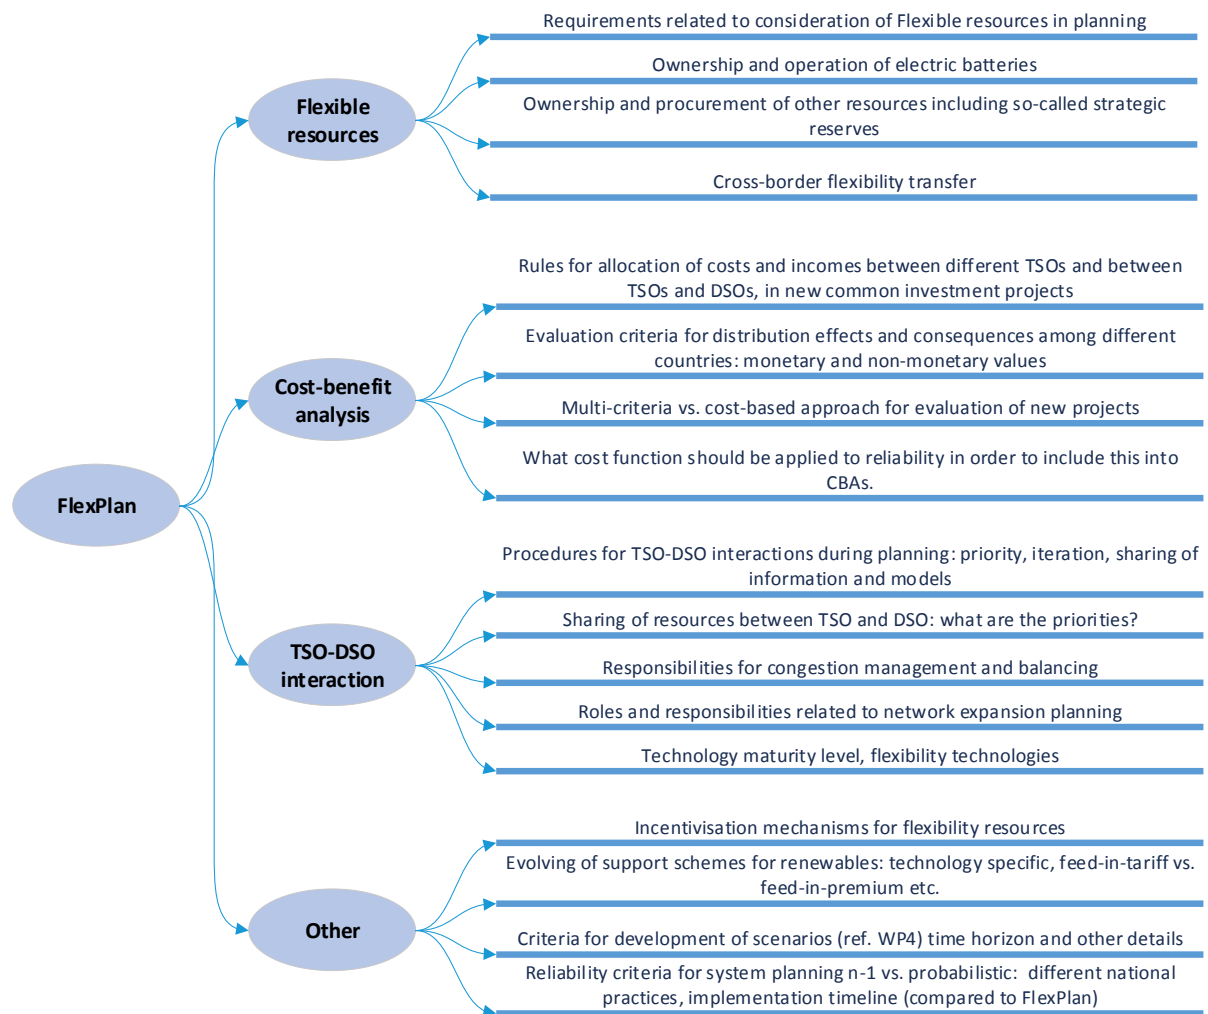 Requirements related to consideration of Flexible resources in planning
Ownership and operation of electric batteries
Flexible
resources
Ownership and procurement of other resources including so-called strategic
reserves
Cross-border flexibility transfer
Rules for allocation of costs and incomes between different TSOs and between
TSOs and DSOs, in new common investment projects
Evaluation criteria for distribution effects and consequences among different
countries: monetary and non-monetary values
Cost-benefit
analysis
Multi-criteria vs. cost-based approach for evaluation of new projects
What cost function should be applied to reliability in order to include this into
CBAs.
FlexPlan
Procedures for TSO-DSO interactions during planning: priority, iteration, sharing of
information and models
Sharing of resources between TSO and DSO: what are the priorities?
TSO-DSO
interaction
Responsibilities for congestion management and balancing
Roles and responsibilities related to network expansion planning
Technology maturity level, flexibility technologies
Incentivisation mechanisms for flexibility resources
Evolving of support schemes for renewables: technology specific, feed-in-tariff vs.
feed-in-premium etc.
Other
Criteria for development of scenarios (ref. WP4) time horizon and other details
Reliability criteria for system planning n-1 vs. probabilistic: different national
practices, implementation timeline (compared to FlexPlan)